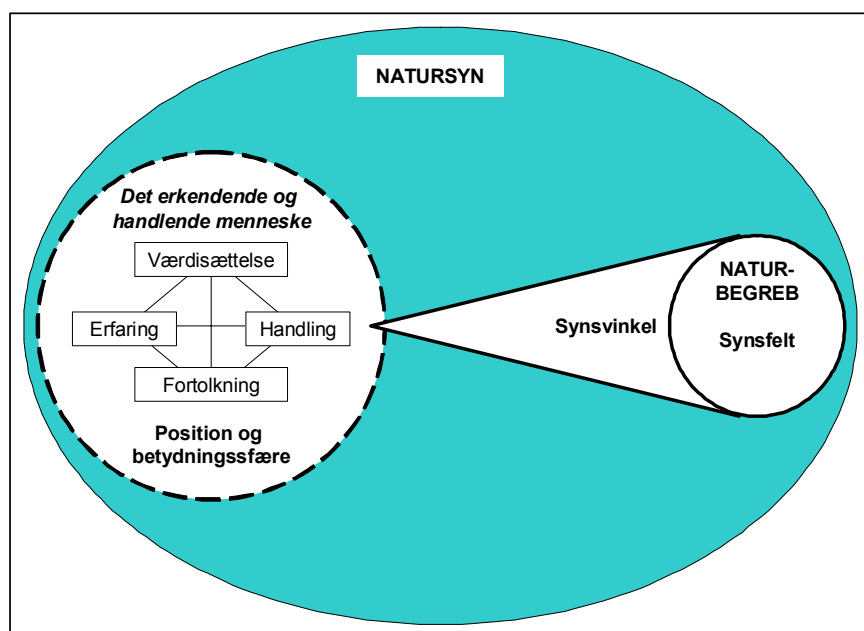 NATURSYN
Det erkendende og
handlende menneske
Værdisættelse
Erfaring
Handling
Fortolkning
Position og
betydningssfære
Synsvinkel
NATUR-
BEGREB
Synsfelt